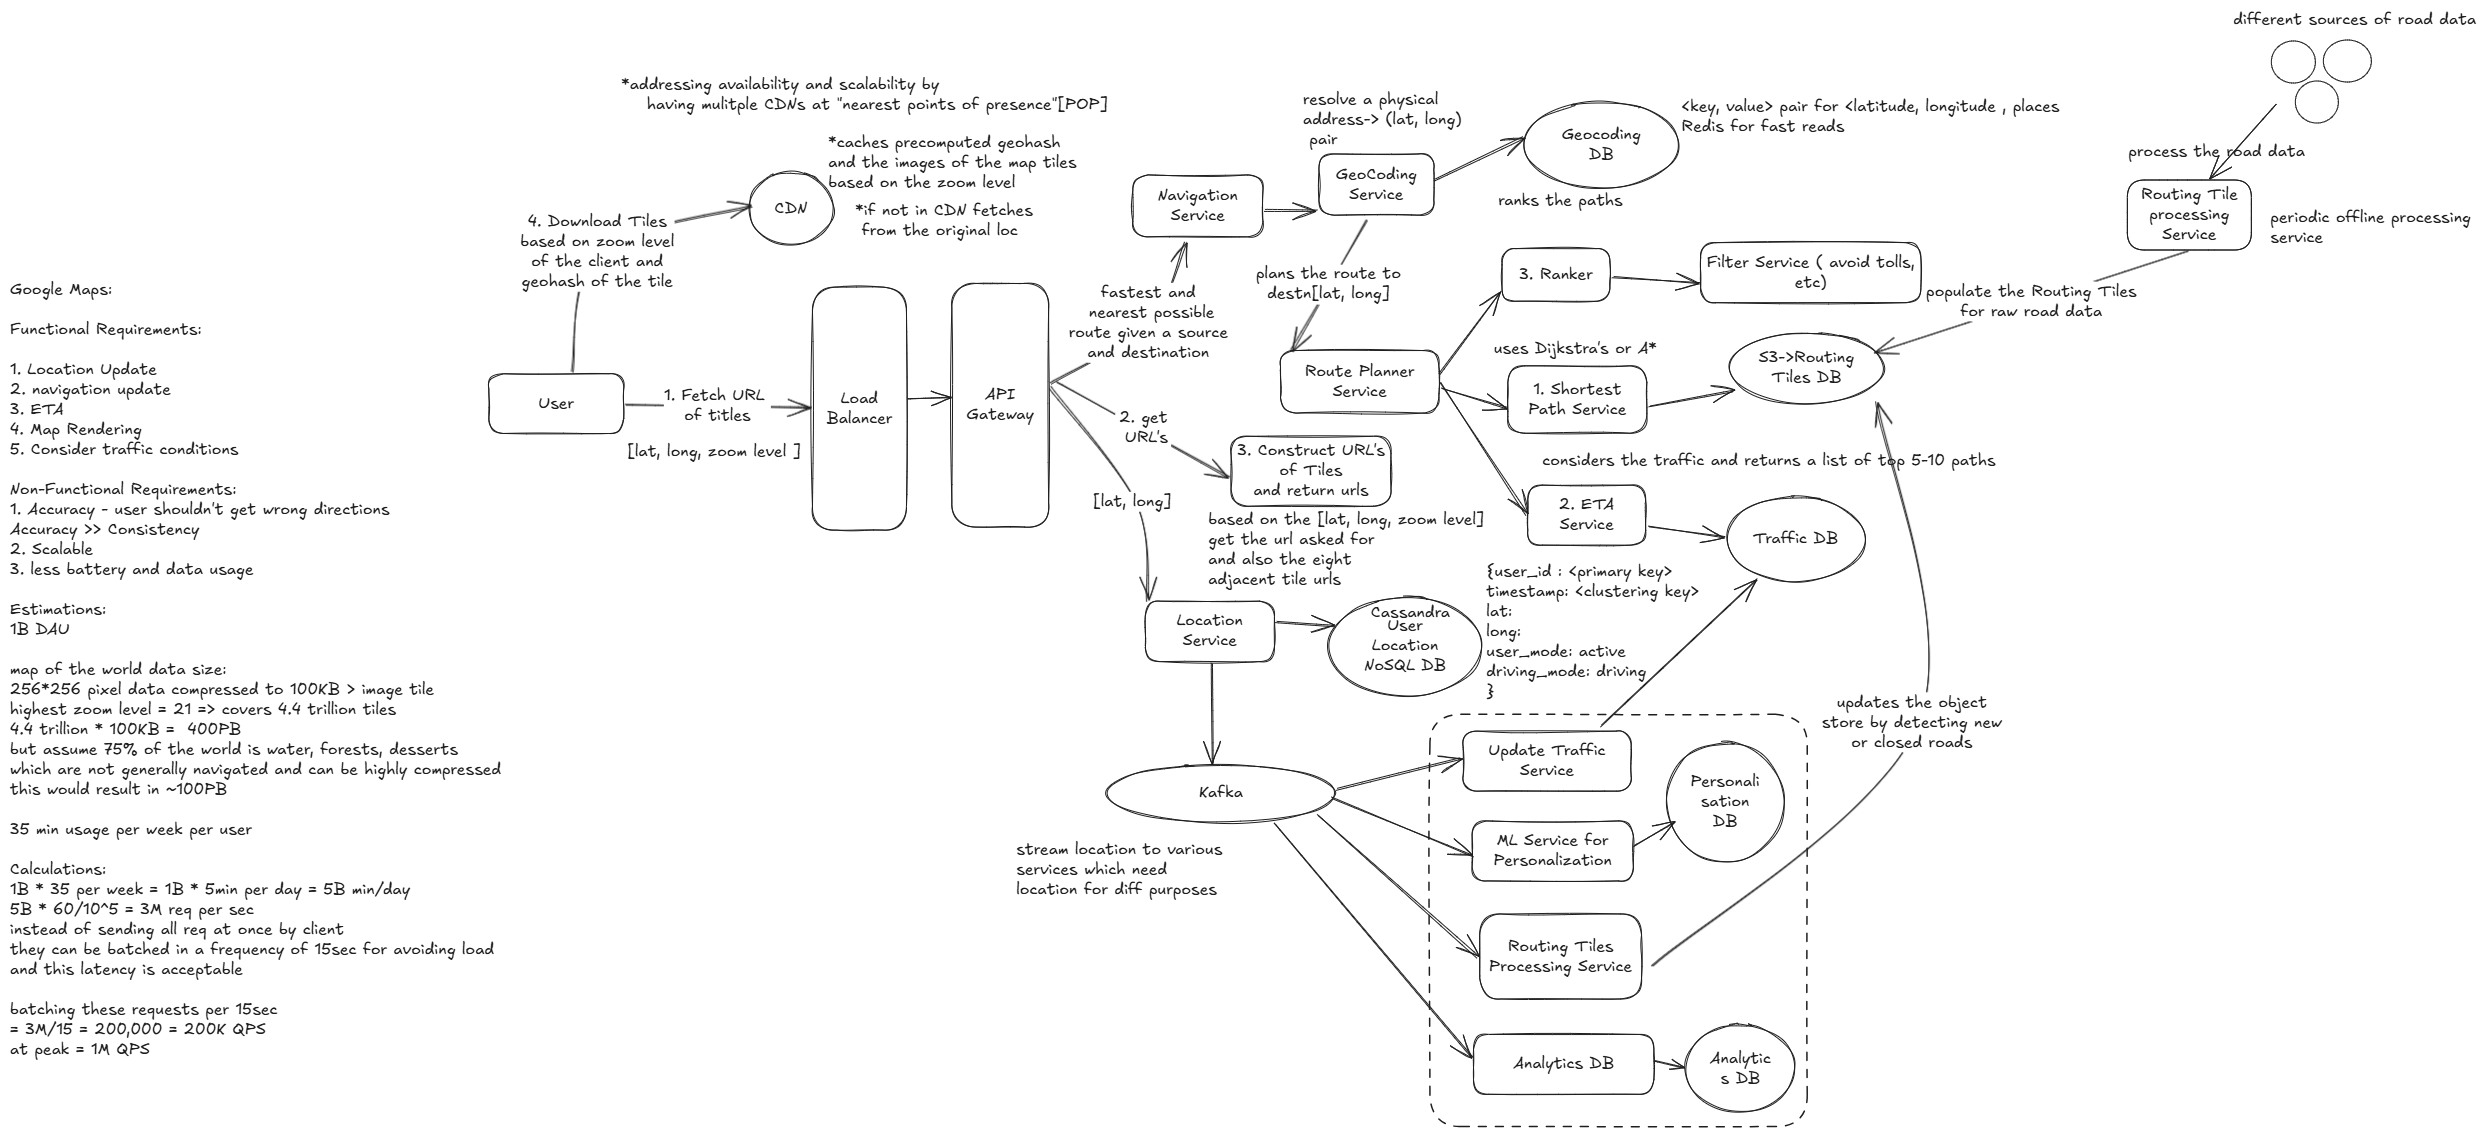 Google Maps:
Functional Requirements:
1. Location Update
2. navigation update
3. ETA
4. Map Rendering
5. Consider traffic conditions
Non-Functional Requirements:
1. Accuracy - user shouldn't get wrong directions
Accuracy >> Consistency
2. Scalable
3. less battery and data usage
Estimations:
1B DAU
map of the world data size:
256*256 pixel data compressed to 100KB > image tile
highest zoom level = 21 => covers 4.4 trillion tiles
4.4 trillion * 100KB =  400PB
but assume 75% of the world is water, forests, desserts
which are not generally navigated and can be highly compressed
this would result in ~100PB
35 min usage per week per user
Calculations:
1B * 35 per week = 1B * 5min per day = 5B min/day
5B * 60/10^5 = 3M req per sec
instead of sending all req at once by client
they can be batched in a frequency of 15sec for avoiding load
and this latency is acceptable
batching these requests per 15sec
= 3M/15 = 200,000 = 200K QPS
at peak = 1M QPS
*addressing availability and scalability by
having mulitple CDNs at "nearest points of presence"[POP]
*caches precomputed geohash
and the images of the map tiles
based on the zoom level
CDN
*if not in CDN fetches
from the original loc
4. Download Tiles
based on zoom level
of the client and
geohash of the tile
User
1. Fetch URL
of titles
[lat, long, zoom level ]
Load
Balancer
API
Gateway
fastest and
nearest possible
route given a source
and destination
Navigation
Service
resolve a physical
address-> (lat, long)
pair
GeoCoding
Service
Geocoding
DB
<key, value> pair for <latitude, longitude , places
Redis for fast reads
ranks the paths
plans the route to
destn[lat, long]
Route Planner
Service
3. Ranker
Filter Service ( avoid tolls,
etc)
uses Dijkstra's or A*
1. Shortest
Path Service
S3->Routing
Tiles DB
considers the traffic and returns a list of top 5-10 paths
2. ETA
Service
Traffic DB
different sources of road data
process the road data
Routing Tile
processing
Service
periodic offline processing
service
populate the Routing Tiles
for raw road data
2. get
URL's
3. Construct URL's
of Tiles
and return urls
based on the [lat, long, zoom level]
get the url asked for
and also the eight
adjacent tile urls
[lat, long]
Location
Service
Cassandra
User
Location
NoSQL DB
{user_id : <primary key>
timestamp: <clustering key>
lat:
long:
user_mode: active
driving_mode: driving
}
Kafka
stream location to various
services which need
location for diff purposes
Update Traffic
Service
ML Service for
Personalization
Personali
sation
DB
Routing Tiles
Processing Service
updates the object
store by detecting new
or closed roads
Analytics DB
Analytic
s DB